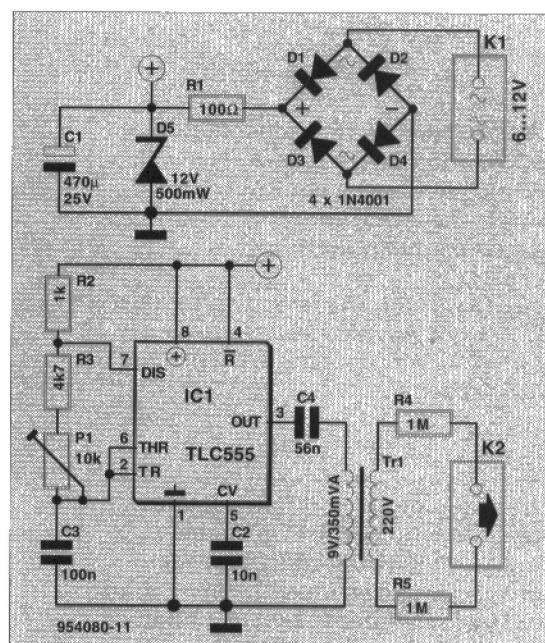 K1
D1
D2
R1
100Ω
+
−
6...12V
C1
D5
470µ
25V
12V
500mW
D3
D4
4 x 1N4001
R2
1k
8
4
+
R
R3
4k7
7
DIS
IC1
C4
3
OUT
56n
R4
1M
K2
P1
10k
6
THR
2
TR
TLC555
Tr1
9V/350mVA
220V
CV
1
5
C3
100n
C2
10n
R5
1M
954080-11